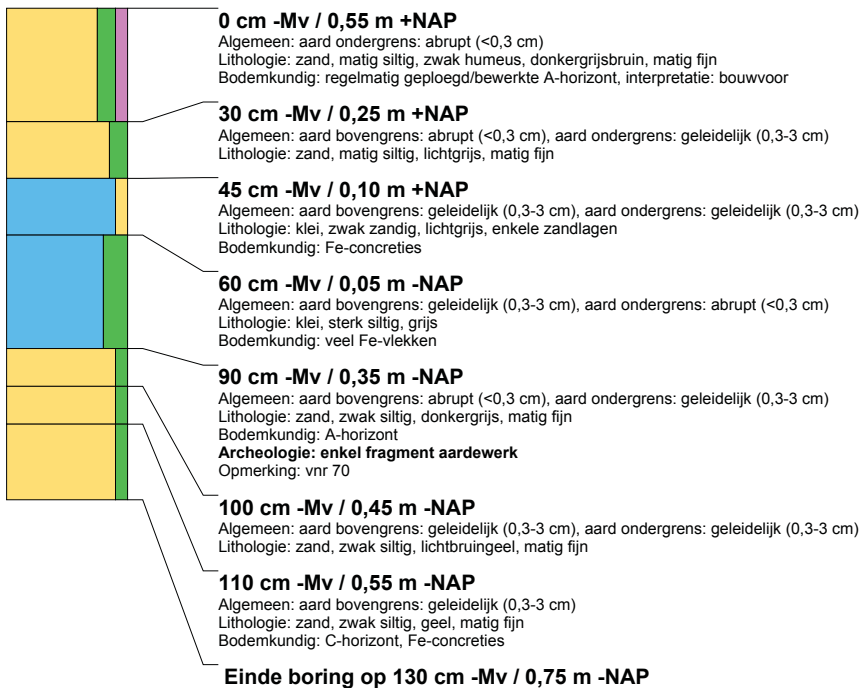 0 cm -Mv / 0,55 m +NAP
Algemeen: aard ondergrens: abrupt (<0,3 cm)
Lithologie: zand, matig siltig, zwak humeus, donkergrijsbruin, matig fijn
Bodemkundig: regelmatig geploegd/bewerkte A-horizont, interpretatie: bouwvoor
30 cm -Mv / 0,25 m +NAP
Algemeen: aard bovengrens: abrupt (<0,3 cm), aard ondergrens: geleidelijk (0,3-3 cm)
Lithologie: zand, matig siltig, lichtgrijs, matig fijn
45 cm -Mv / 0,10 m +NAP
Algemeen: aard bovengrens: geleidelijk (0,3-3 cm), aard ondergrens: geleidelijk (0,3-3 cm)
Lithologie: klei, zwak zandig, lichtgrijs, enkele zandlagen
Bodemkundig: Fe-concreties
60 cm -Mv / 0,05 m -NAP
Algemeen: aard bovengrens: geleidelijk (0,3-3 cm), aard ondergrens: abrupt (<0,3 cm)
Lithologie: klei, sterk siltig, grijs
Bodemkundig: veel Fe-vlekken
90 cm -Mv / 0,35 m -NAP
Algemeen: aard bovengrens: abrupt (<0,3 cm), aard ondergrens: geleidelijk (0,3-3 cm)
Lithologie: zand, zwak siltig, donkergrijs, matig fijn
Bodemkundig: A-horizont
Archeologie: enkel fragment aardewerk
Opmerking: vnr 70
100 cm -Mv / 0,45 m -NAP
Algemeen: aard bovengrens: geleidelijk (0,3-3 cm), aard ondergrens: geleidelijk (0,3-3 cm)
Lithologie: zand, zwak siltig, lichtbruingeel, matig fijn
110 cm -Mv / 0,55 m -NAP
Algemeen: aard bovengrens: geleidelijk (0,3-3 cm)
Lithologie: zand, zwak siltig, geel, matig fijn
Bodemkundig: C-horizont, Fe-concreties
Einde boring op 130 cm -Mv / 0,75 m -NAP